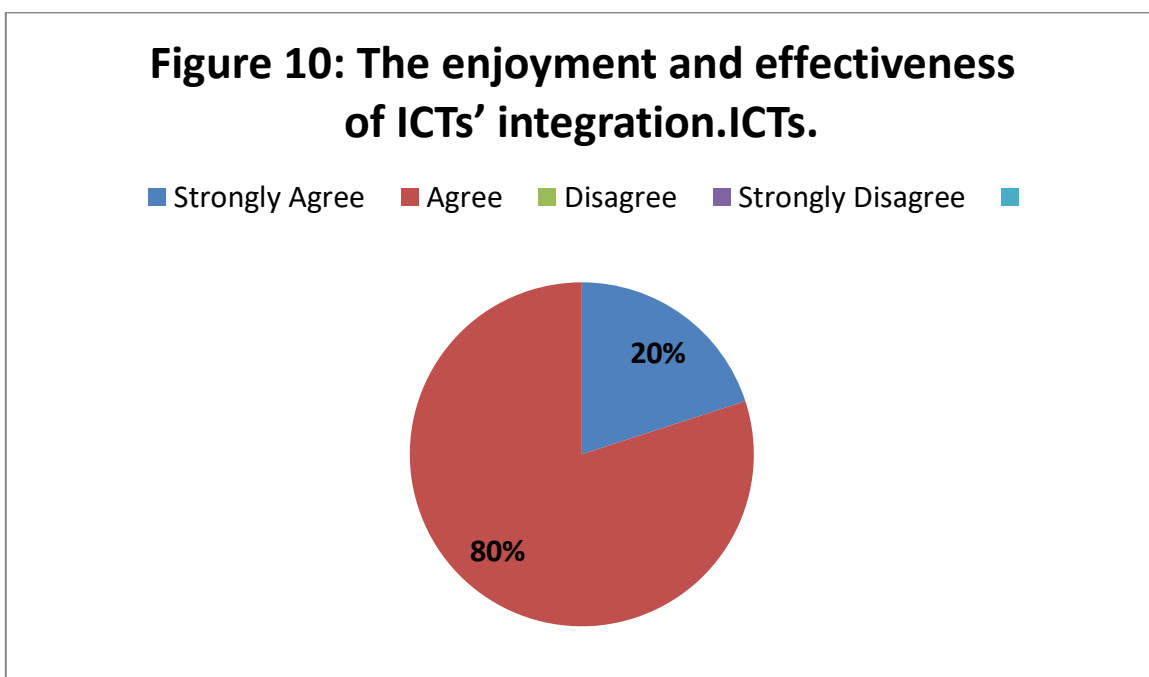 Figure 10: The enjoyment and effectiveness
of ICTs’ integration.ICTs.
Strongly Agree Agree Disagree Strongly Disagree
20%
80%